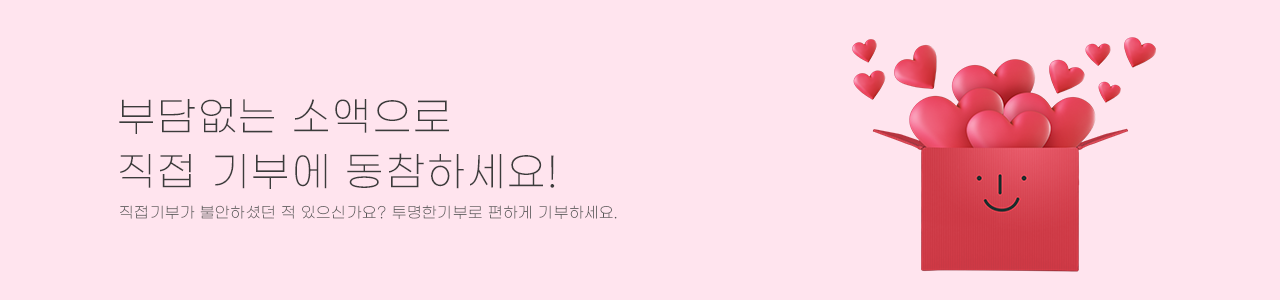 부담없는 소액으로
직접 기부에 동참하세요!
직접기부가 불안하셨던 적 있으신가요? 투명한기부로 편하게 기부하세요.